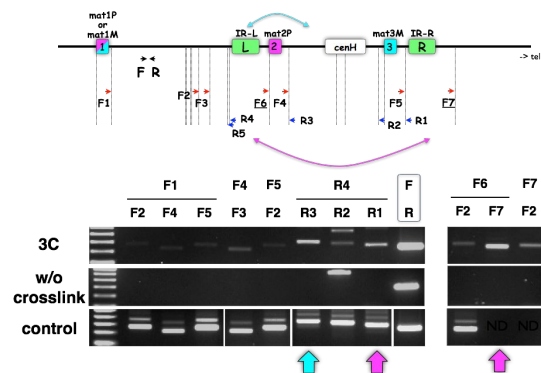 mat1P
or
mat1M
IR-L
mat2P
mat3M
IR-R
1
L
2
cenH
3
R
-> tel
F R
F1
F2
F3
F6
F4
R4
R5
R3
F5
R2
R1
F7
F1 F4 F5 R4 F F6 F7
F2 F4 F5 F3 F2 R3 R2 R1 R F2 F7 F2
3C
w/o
crosslink
control
ND ND